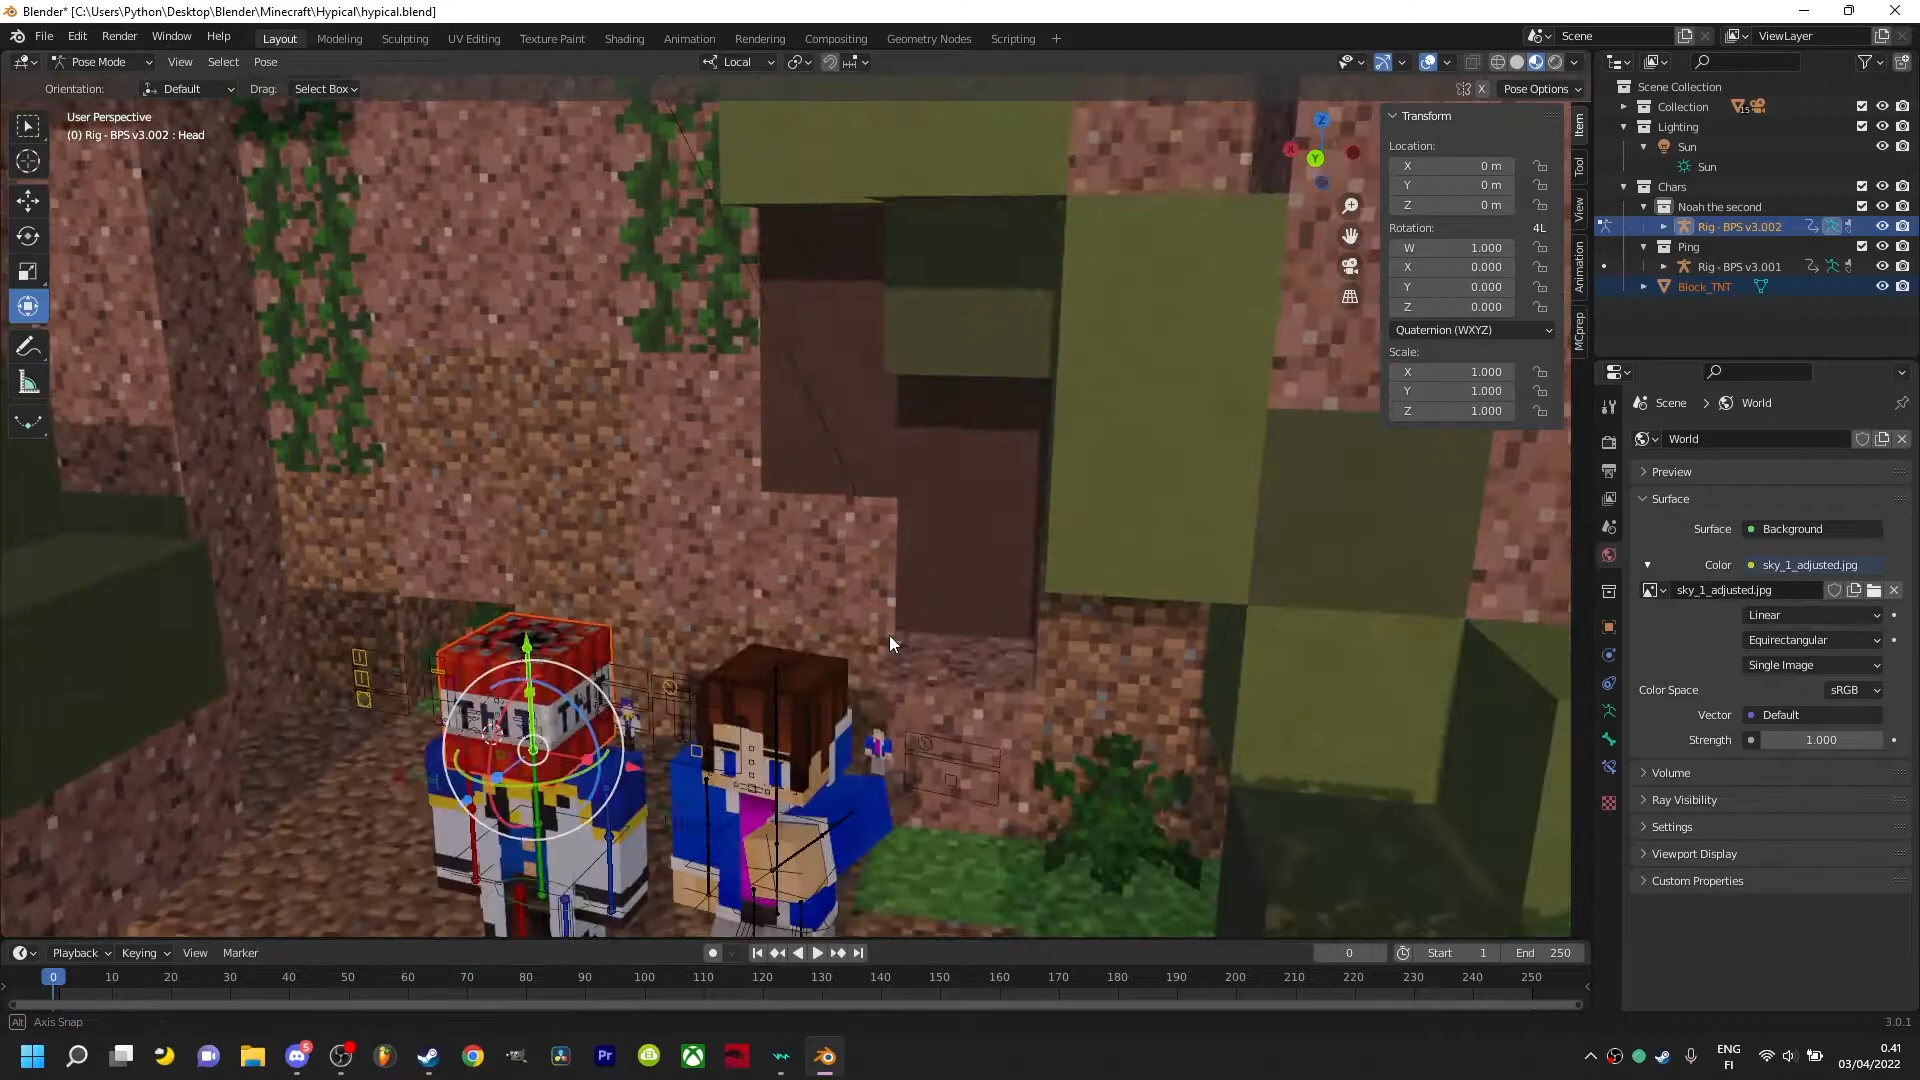 Blender* [C:\Users\Python\Desktop\Blender\Minecraft\Hypical\hypical.blend]
File Edit Render Window Help Layout Modeling Sculpting UV Editing Texture Paint Shading Animation Rendering Compositing Geometry Nodes Scripting + Scene ViewLayer
Pose Mode View Select Pose Local
Orientation: Default Drag: Select Box X Pose Options
User Perspective
(0) Rig - BPS v3.002 : Head
Z
X
Y
Transform
Location:
X 0 m
Y 0 m
Z 0 m
Rotation: 4L
W 1.000
X 0.000
Y 0.000
Z 0.000
Quaternion (WXYZ)
Scale:
X 1.000
Y 1.000
Z 1.000
Item
Tool
View
Animation
MCprep
Scene Collection
Collection 15
Lighting
Sun
Sun
Chars
Noah the second
Rig - BPS v3.002
Ping
Rig - BPS v3.001
Block_TNT
Scene > World
World
Preview
Surface
Surface Background
Color sky_1_adjusted.jpg
sky_1_adjusted.jpg
Linear
Equirectangular
Single Image
Color Space sRGB
Vector Default
Strength 1.000
Volume
Ray Visibility
Settings
Viewport Display
Custom Properties
Playback Keying View Marker 0 Start 1 End 250
0 10 20 30 40 50 60 70 80 90 100 110 120 130 140 150 160 170 180 190 200 210 220 230 240 250
Alt Axis Snap 3.0.1
5 Pr ENG FI 0.41 03/04/2022